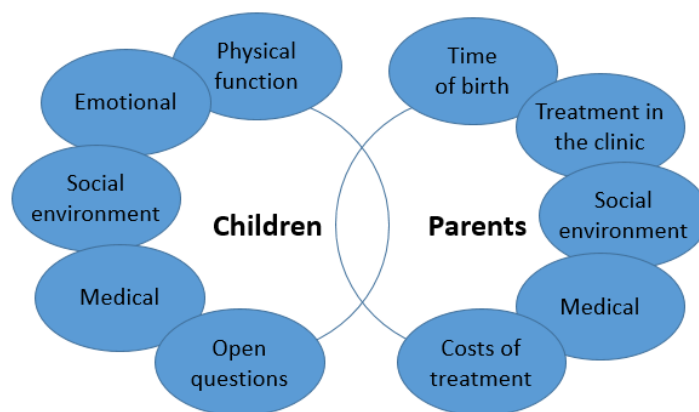 Physical
function
Emotional
Social
environment
Medical
Open
questions
Children
Parents
Time
of birth
Treatment in
the clinic
Social
environment
Medical
Costs of
treatment